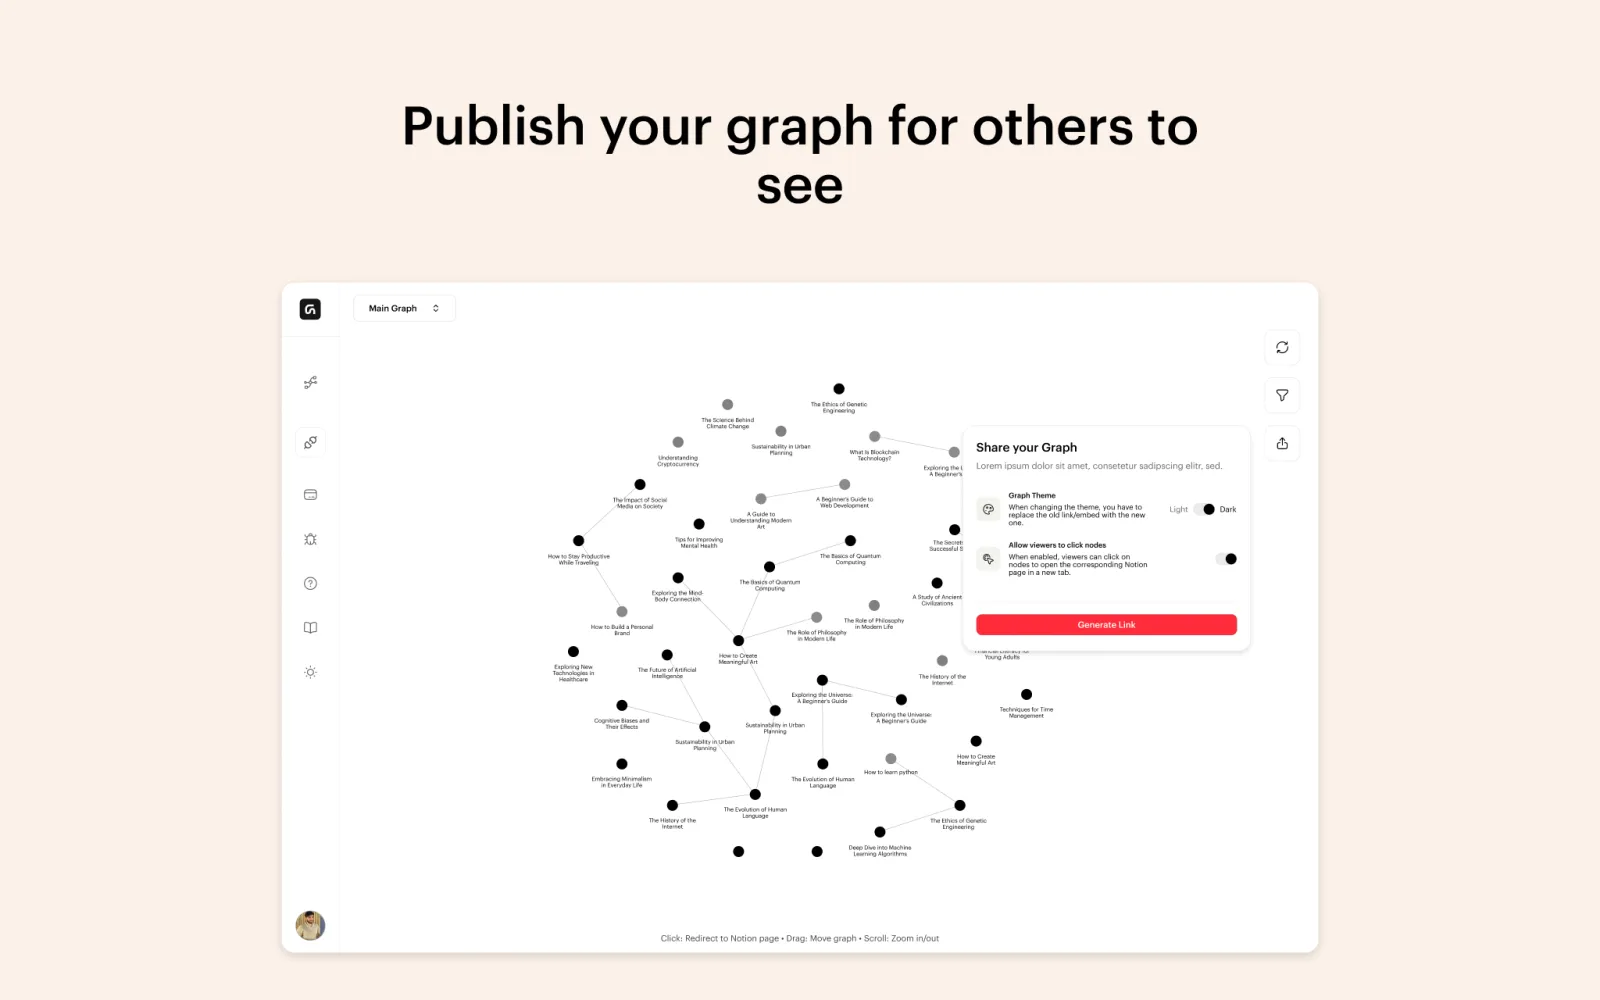 Publish your graph for others to
see
Main Graph
The Ethics of Genetic
Engineering
The Science Behind
Climate Change
Sustainability in Urban
Planning
What Is Blockchain
Technology?
Understanding
Cryptocurrency
Exploring the
A Beginner's
The Impact of Social
Media on Society
A Guide to
Understanding Modern
Art
A Beginner's Guide to
Web Development
Tips for Improving
Mental Health
The Secrets
Successful
How to Stay Productive
While Traveling
The Basics of Quantum
Computing
The Basics of Quantum
Computing
Exploring the Mind-
Body Connection
A Study of Ancient
Civilizations
How to Build a Personal
Brand
The Role of Philosophy
in Modern Life
The Role of Philosophy
in Modern Life
How to Create
Meaningful Art
Exploring New
Technologies in
Healthcare
The Future of Artificial
Intelligence
The History of the
Internet
Financial Literacy for
Young Adults
Exploring the Universe:
A Beginner's Guide
Exploring the Universe:
A Beginner's Guide
Techniques for Time
Management
Cognitive Biases and
Their Effects
Sustainability in Urban
Planning
Sustainability in Urban
Planning
How to Create
Meaningful Art
Embracing Minimalism
in Everyday Life
The Evolution of Human
Language
How to learn python
The History of the
Internet
The Evolution of Human
Language
The Ethics of Genetic
Engineering
Deep Dive into Machine
Learning Algorithms
Share your Graph
Lorem ipsum dolor sit amet, consetetur sadipscing elitr, sed.
Graph Theme
When changing the theme, you have to
replace the old link/embed with the new
one.
Light
Dark
Allow viewers to click nodes
When enabled, viewers can click on
nodes to open the corresponding Notion
page in a new tab.
Generate Link
Click: Redirect to Notion page • Drag: Move graph • Scroll: Zoom in/out